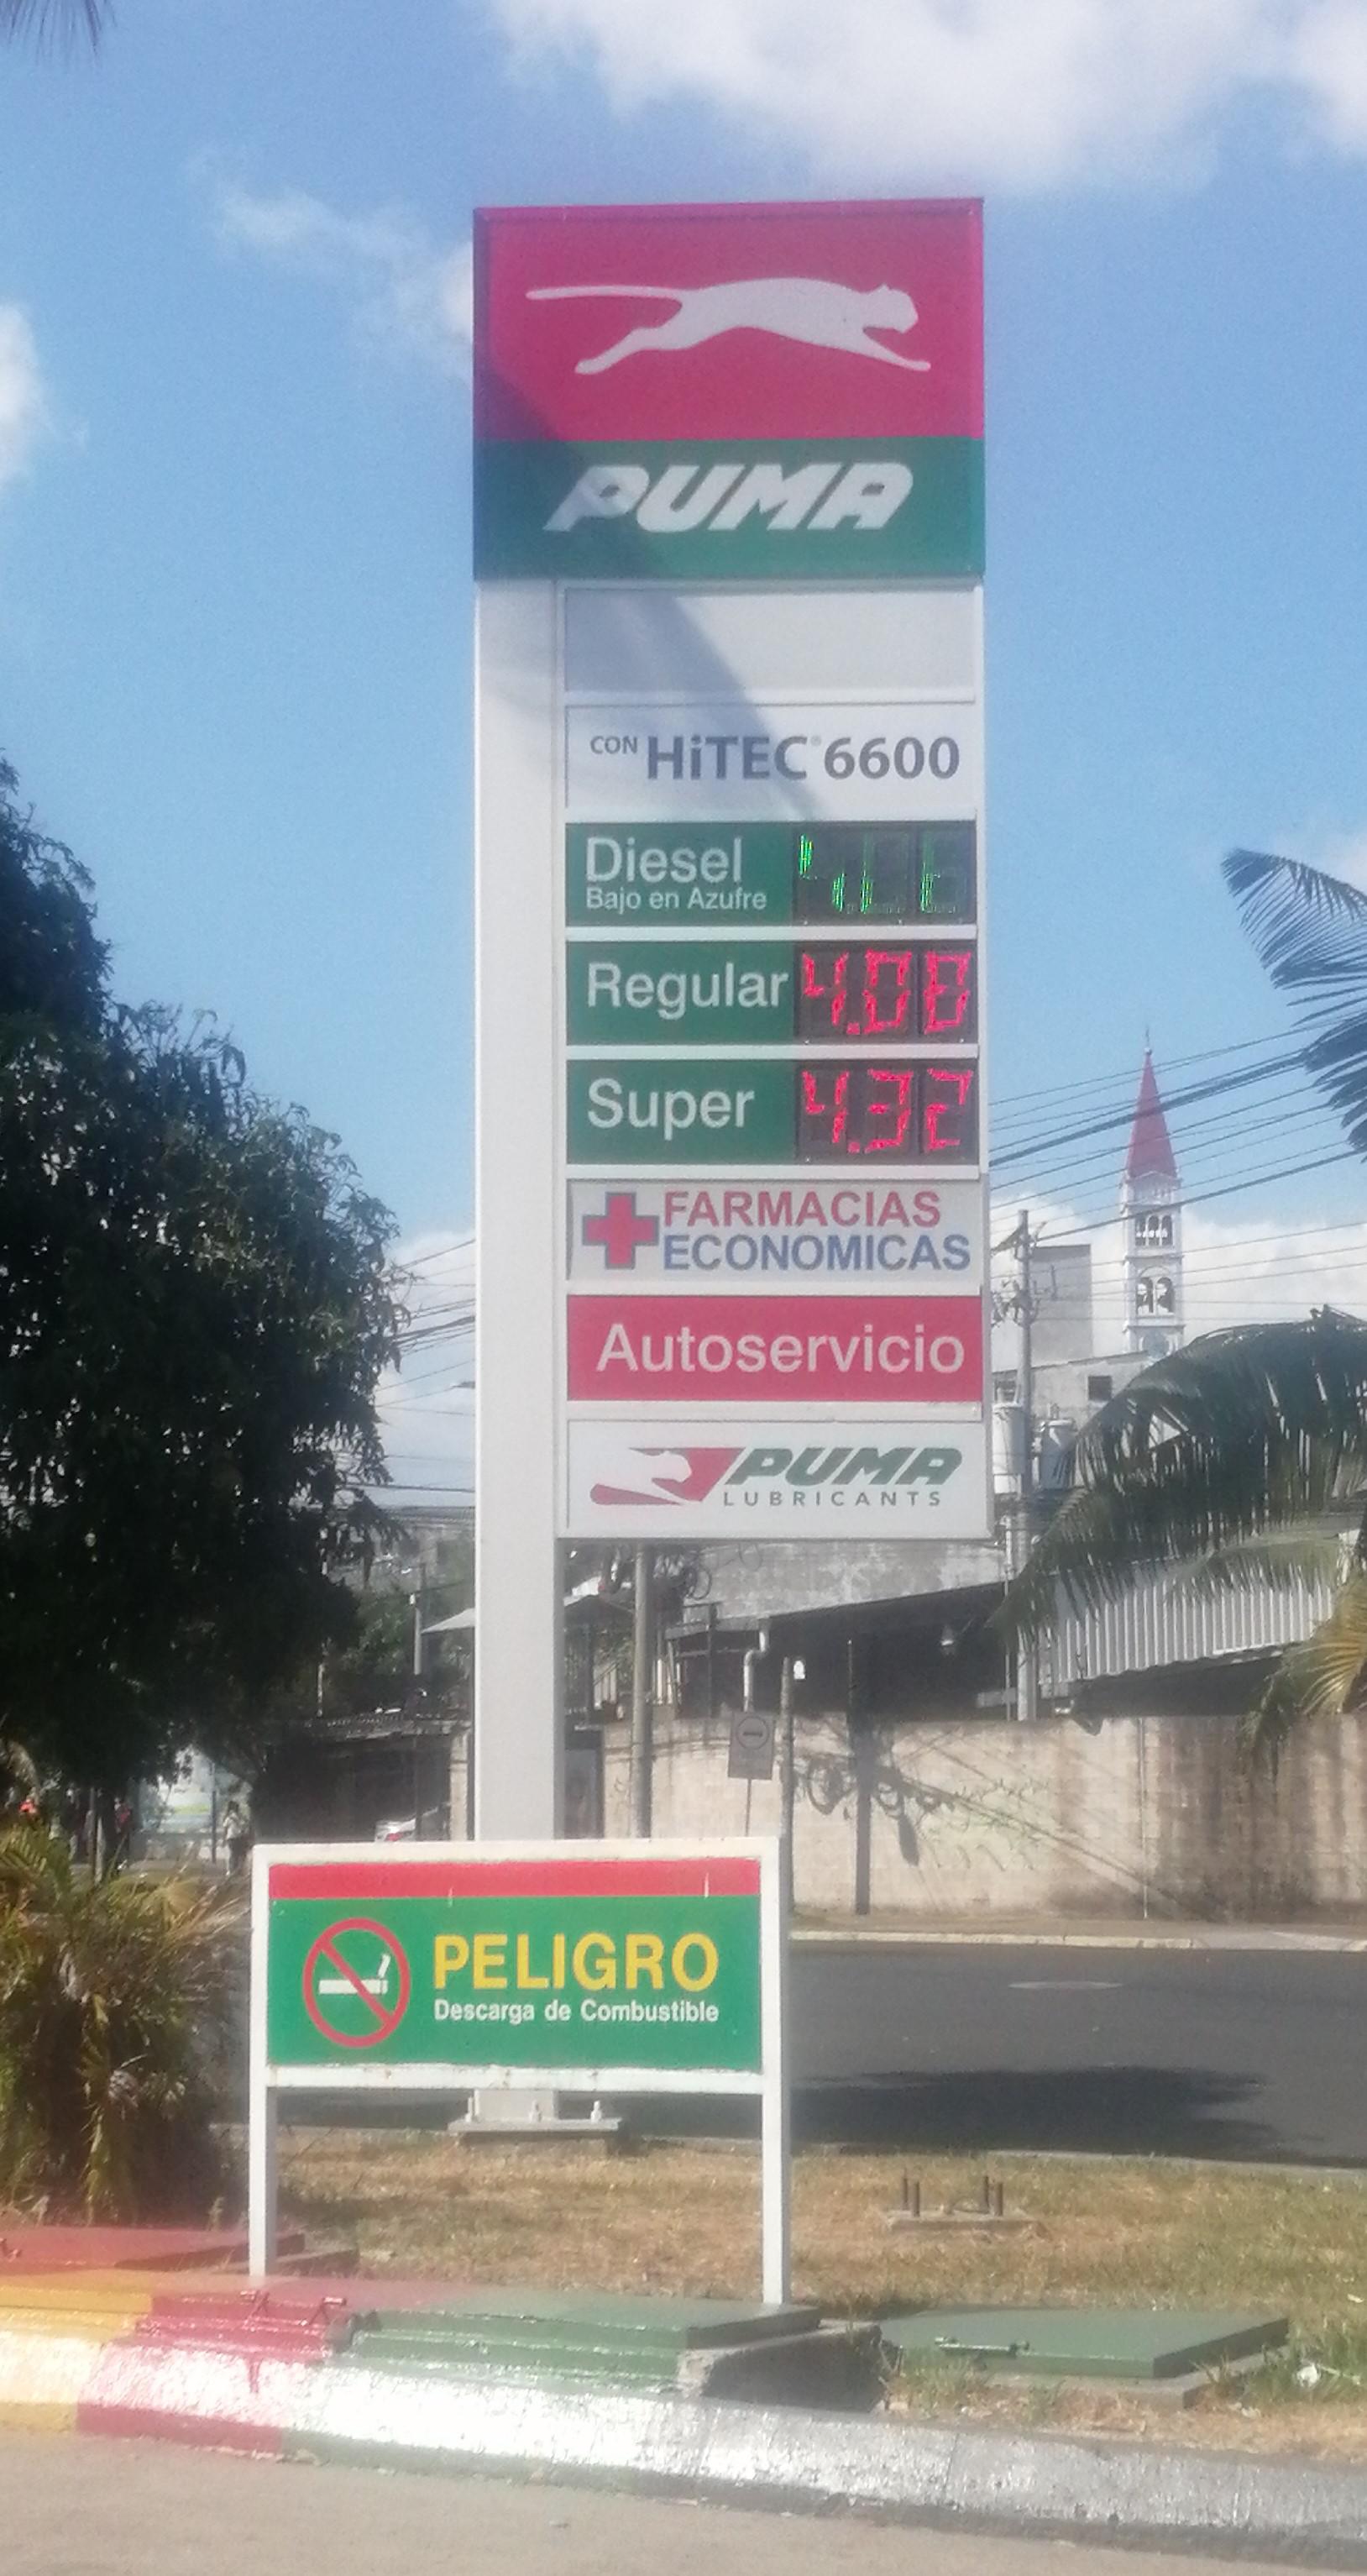 PUMA
CON HiTEC® 6600
Diesel
Bajo en Azufre
Regular 4.08
Super 4.32
FARMACIAS
ECONOMICAS
Autoservicio
PUMA
LUBRICANTS
PELIGRO
Descarga de Combustible